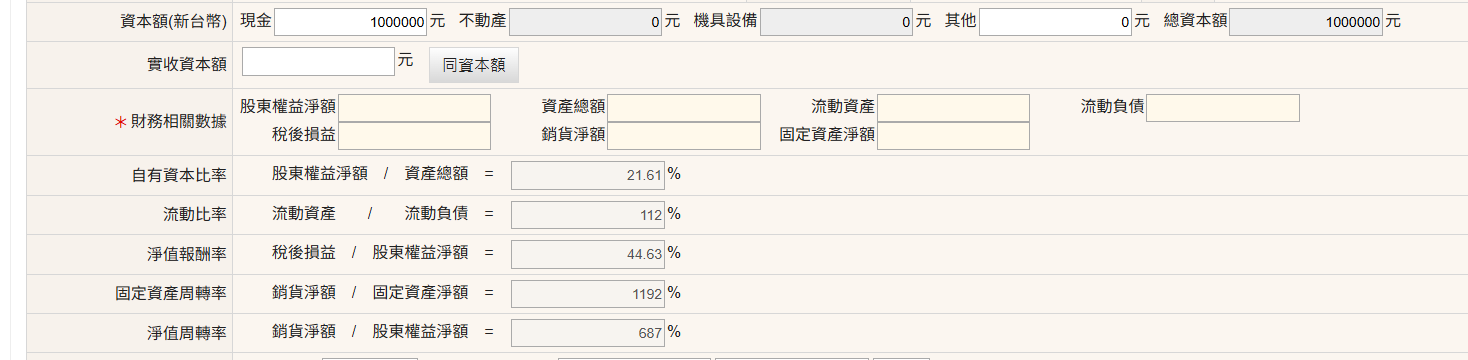 資本額(新台幣) 現金 1000000 元 不動產 0 元 機具設備 0 元 其他 0 元 總資本額 1000000 元
實收資本額 元 同資本額
＊財務相關數據 股東權益淨額 資產總額 流動資產 流動負債
稅後損益 銷貨淨額 固定資產淨額
自有資本比率 股東權益淨額 / 資產總額 = 21.61 %
流動比率 流動資產 / 流動負債 = 112 %
淨值報酬率 稅後損益 / 股東權益淨額 = 44.63 %
固定資產周轉率 銷貨淨額 / 固定資產淨額 = 1192 %
淨值周轉率 銷貨淨額 / 股東權益淨額 = 687 %